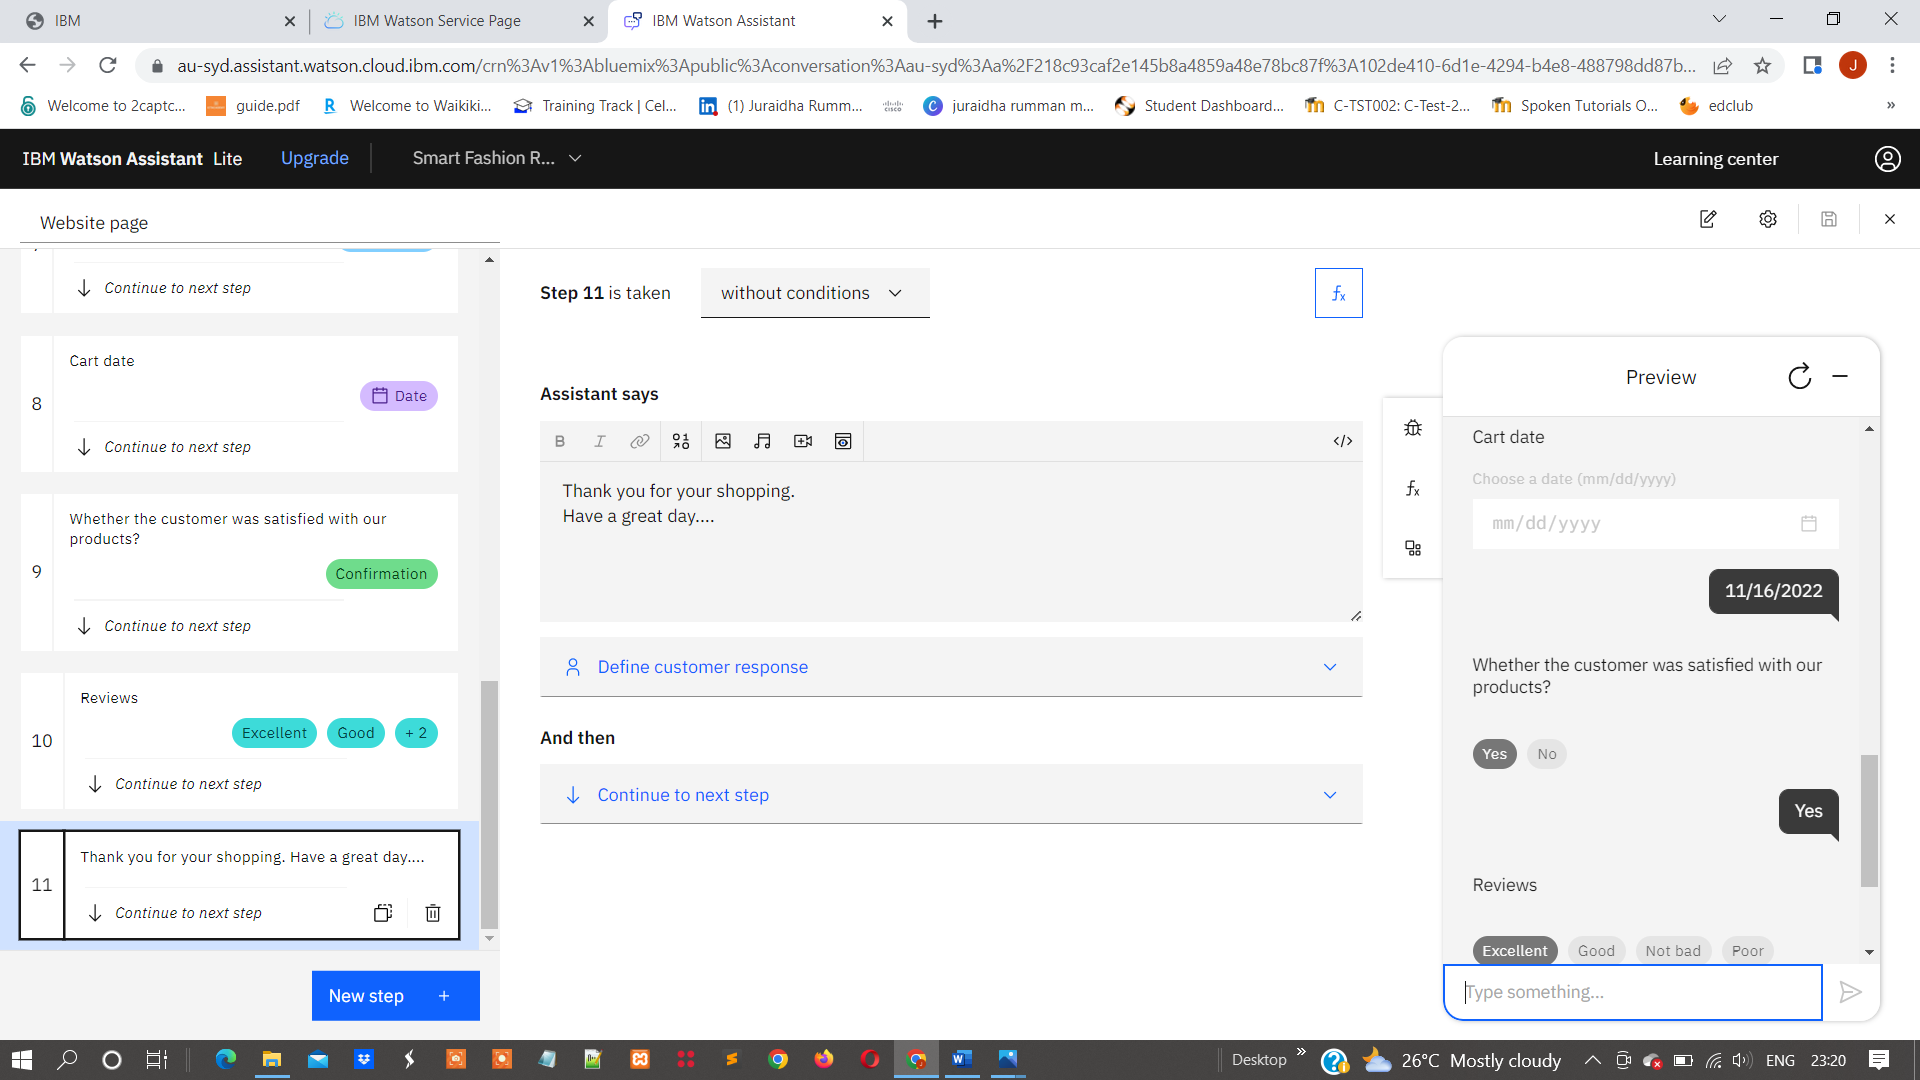 IBM
IBM Watson Service Page
IBM Watson Assistant
au-syd.assistant.watson.cloud.ibm.com/crn%3Av1%3Abluemix%3Apublic%3Aconversation%3Aau-syd%3Aa%2F218c93caf2e145b8a4859a48e78bc87f%3A102de410-6d1e-4294-b4e8-488798dd87b...
J
Welcome to 2captc...
guide.pdf
Welcome to Waikiki...
Training Track | Cel...
(1) Juraidha Rumm...
juraidha rumman m...
Student Dashboard...
C-TST002: C-Test-2...
Spoken Tutorials O...
edclub
»
IBM Watson Assistant Lite
Upgrade
Smart Fashion R...
Learning center
Website page
Continue to next step
8
Cart date
Date
Continue to next step
9
Whether the customer was satisfied with our
products?
Confirmation
Continue to next step
10
Reviews
Excellent
Good
+ 2
Continue to next step
11
Thank you for your shopping. Have a great day....
Continue to next step
New step +
Step 11 is taken
without conditions
fx
Assistant says
B I
</>
Thank you for your shopping.
Have a great day....
Define customer response
And then
Continue to next step
fx
Preview
Cart date
Choose a date (mm/dd/yyyy)
mm/dd/yyyy
11/16/2022
Whether the customer was satisfied with our
products?
Yes
No
Yes
Reviews
Excellent
Good
Not bad
Poor
Type something...
Desktop
»
26°C Mostly cloudy
ENG
23:20